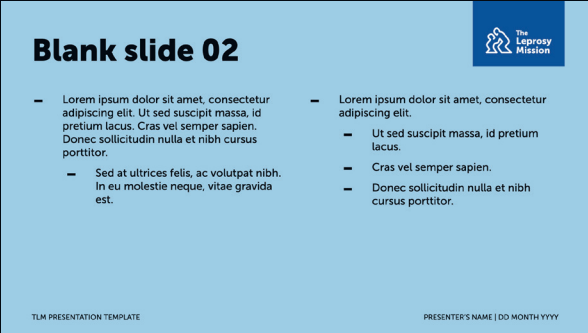 The
Leprosy
Mission
Blank slide 02
- Lorem ipsum dolor sit amet, consectetur
adipiscing elit. Ut sed suscipit massa, id
pretium lacus. Cras vel semper sapien.
Donec sollicitudin nulla et nibh cursus
porttitor.
- Sed at ultrices felis, ac volutpat nibh.
In eu molestie neque, vitae gravida
est.
- Lorem ipsum dolor sit amet, consectetur
adipiscing elit.
- Ut sed suscipit massa, id pretium
lacus.
- Cras vel semper sapien.
- Donec sollicitudin nulla et nibh
cursus porttitor.
TLM PRESENTATION TEMPLATE
PRESENTER'S NAME | DD MONTH YYYY